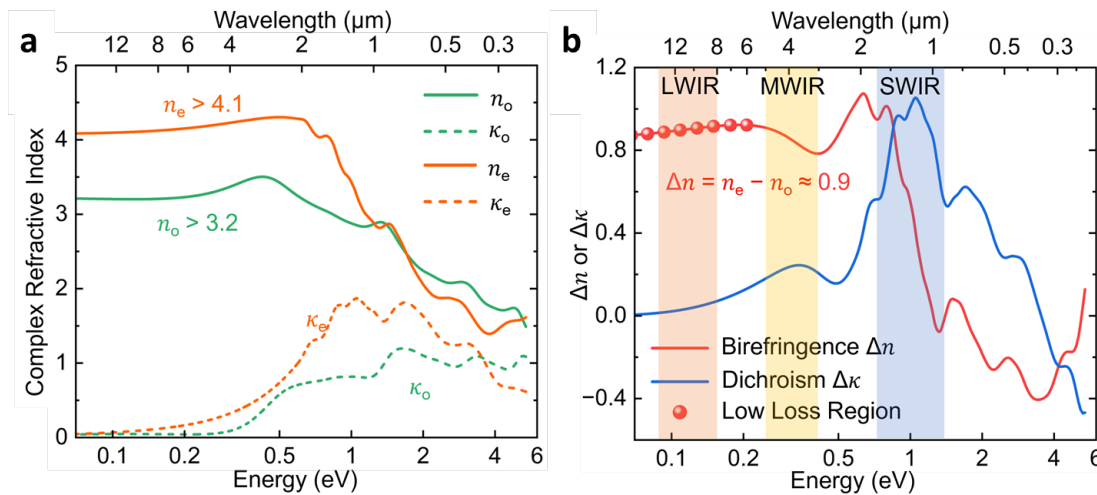 a
Wavelength (μm)
12 8 6 4 2 1 0.5 0.3
Complex Refractive Index
5
4
3
2
1
0
nₑ > 4.1
nₒ > 3.2
nₒ
κₒ
nₑ
κₑ
κₑ
κₒ
0.1 0.2 0.5 1 2 6
Energy (eV)
b
Wavelength (μm)
12 8 6 4 2 1 0.5 0.3
Δn or Δκ
1.2
0.8
0.4
0.0
−0.4
LWIR MWIR SWIR
Δn = nₑ − nₒ ≈ 0.9
Birefringence Δn
Dichroism Δκ
Low Loss Region
0.1 0.2 0.5 1 2 6
Energy (eV)